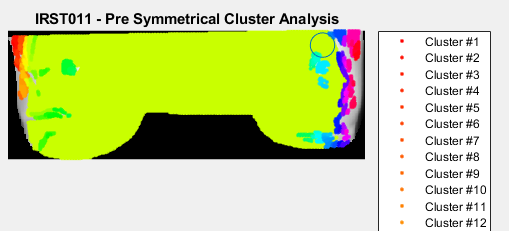 IRST011 - Pre Symmetrical Cluster Analysis
Cluster #1
Cluster #2
Cluster #3
Cluster #4
Cluster #5
Cluster #6
Cluster #7
Cluster #8
Cluster #9
Cluster #10
Cluster #11
Cluster #12